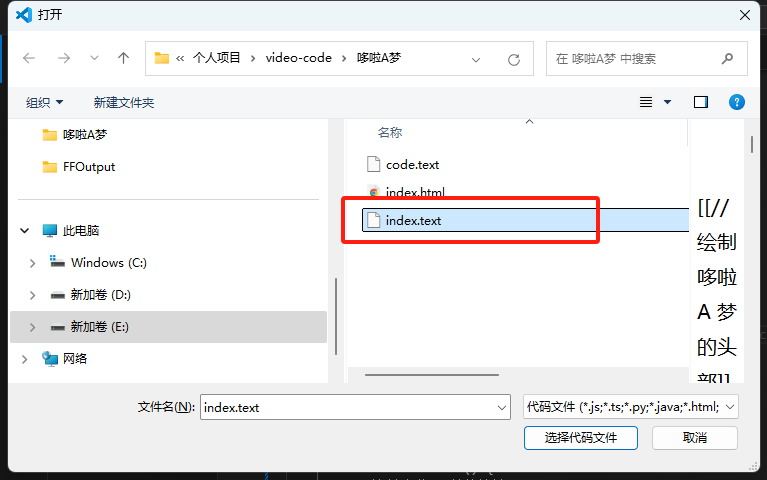 打开
« 个人项目 › video-code › 哆啦A梦
在 哆啦A梦 中搜索
组织
新建文件夹
哆啦A梦
FFOutput
此电脑
Windows (C:)
新加卷 (D:)
新加卷 (E:)
网络
名称
code.text
index.html
index.text
[[//
绘制
哆啦
A 梦
的头
部]]
文件名(N):
index.text
代码文件 (*.js;*.ts;*.py;*.java;*.html;
选择代码文件
取消